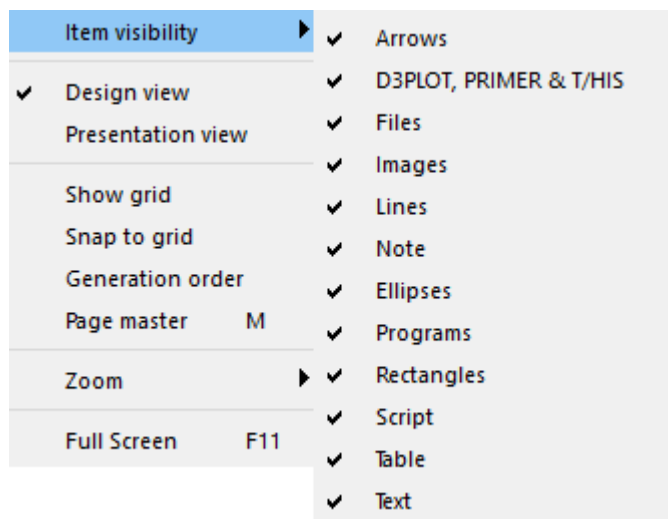 Item visibility
Design view
Presentation view
Show grid
Snap to grid
Generation order
Page master M
Zoom
Full Screen F11
Arrows
D3PLOT, PRIMER & T/HIS
Files
Images
Lines
Note
Ellipses
Programs
Rectangles
Script
Table
Text